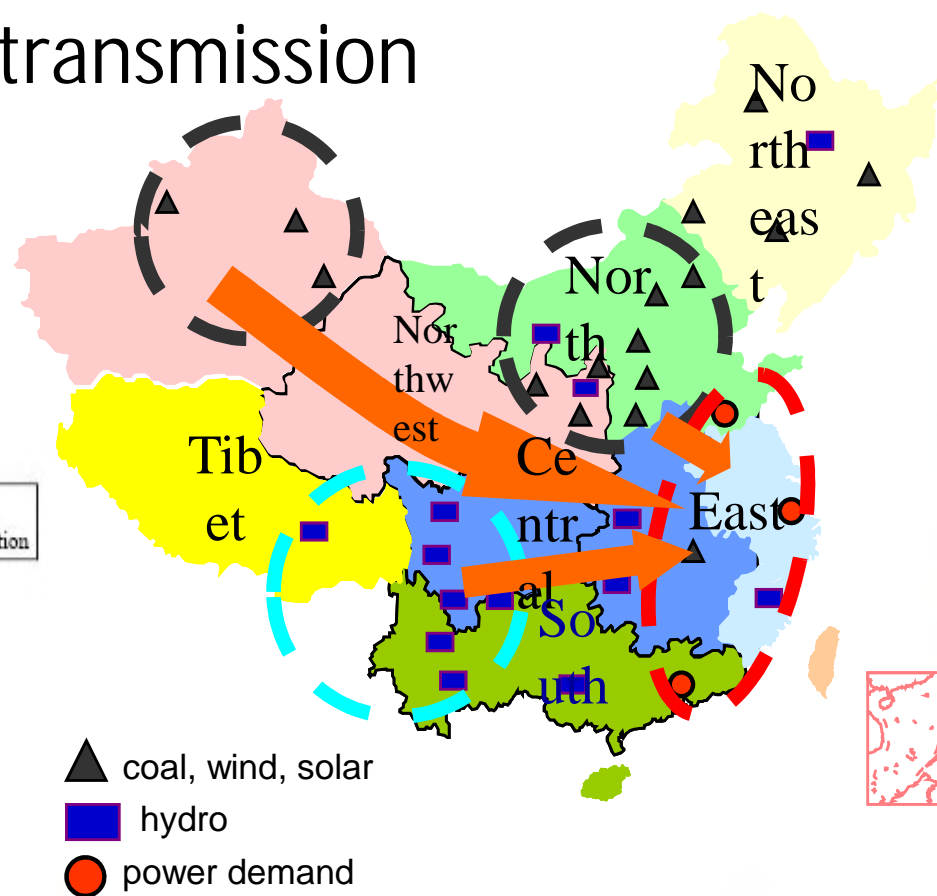 transmission
No
rth
eas
t
Nor
th
Nor
thw
est
Tib
et
Ce
ntr
al
East
So
uth
coal, wind, solar
hydro
power demand